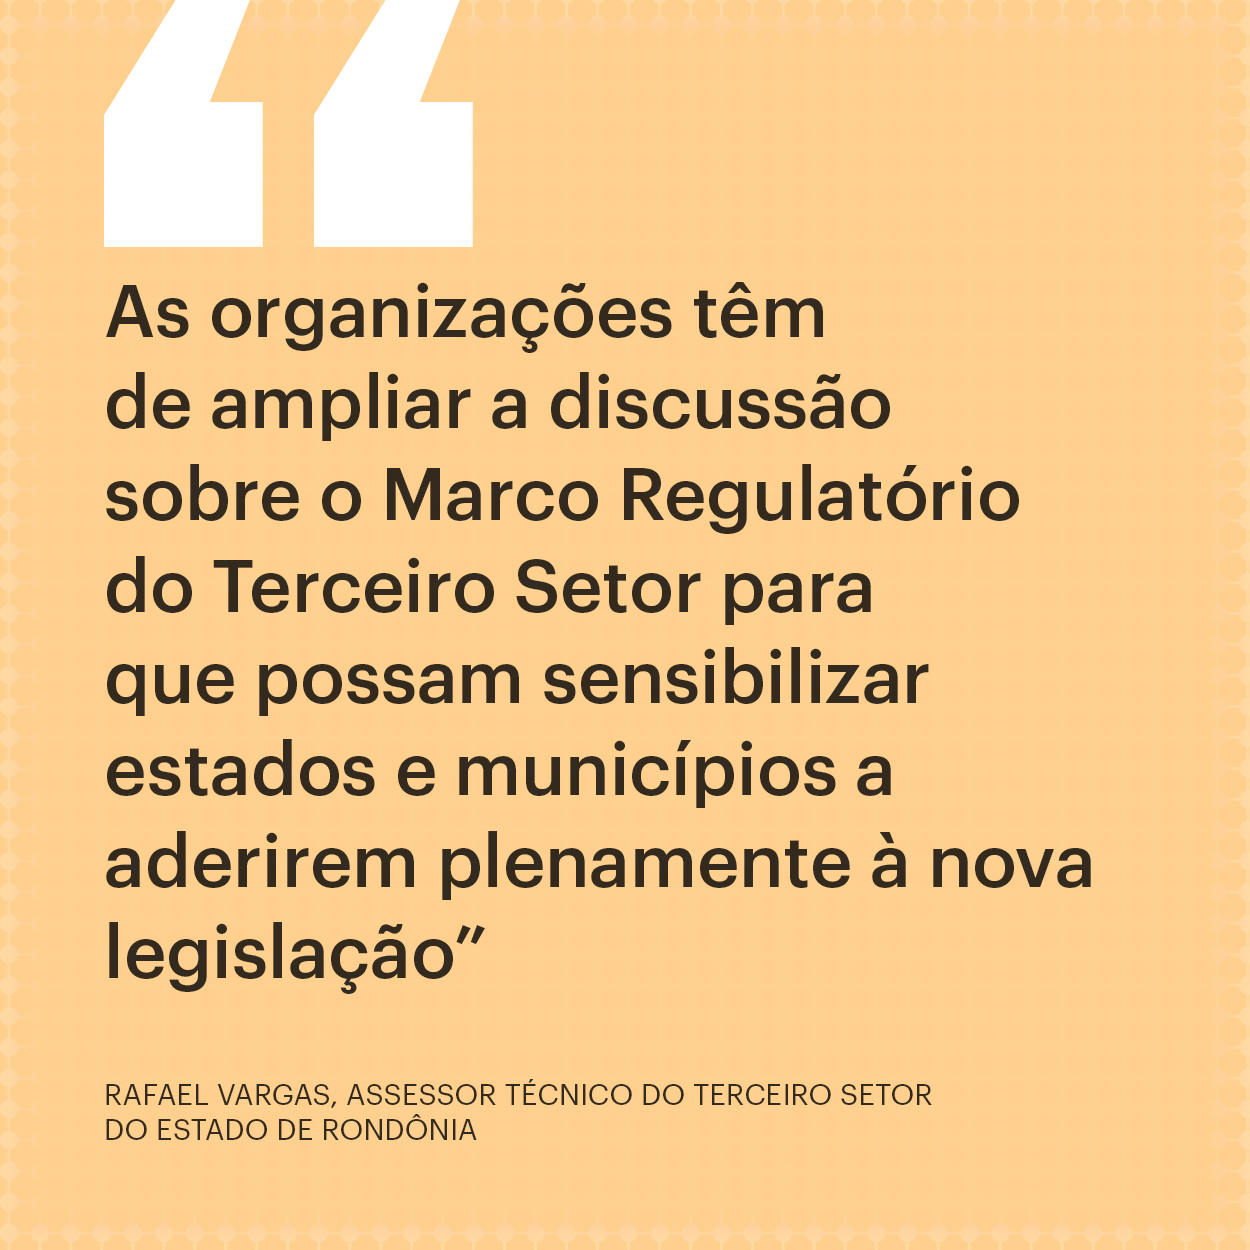 “
As organizações têm
de ampliar a discussão
sobre o Marco Regulatório
do Terceiro Setor para
que possam sensibilizar
estados e municípios a
aderirem plenamente à nova
legislação”
RAFAEL VARGAS, ASSESSOR TÉCNICO DO TERCEIRO SETOR
DO ESTADO DE RONDÔNIA